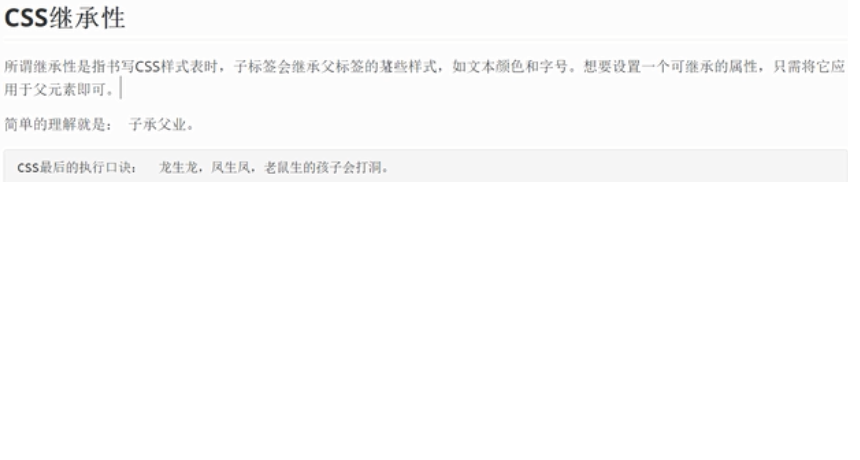 CSS继承性
所谓继承性是指书写CSS样式表时，子标签会继承父标签的某些样式，如文本颜色和字号。想要设置一个可继承的属性，只需将它应
用于父元素即可。
简单的理解就是： 子承父业。
CSS最后的执行口诀： 龙生龙，凤生凤，老鼠生的孩子会打洞。